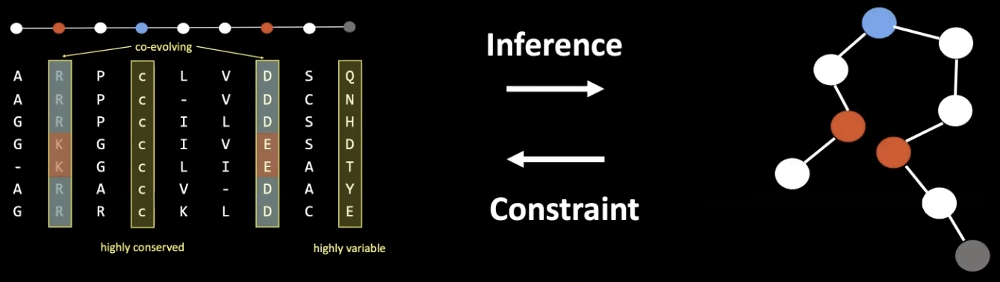 co-evolving
A R P c L V D S Q
A R P c - V D C N
G R P c I L D S H
G K G c I V E S D
- K G c L I E A T
A R A c V - D A Y
G R R c K L D C E
highly conserved
highly variable
Inference
Constraint